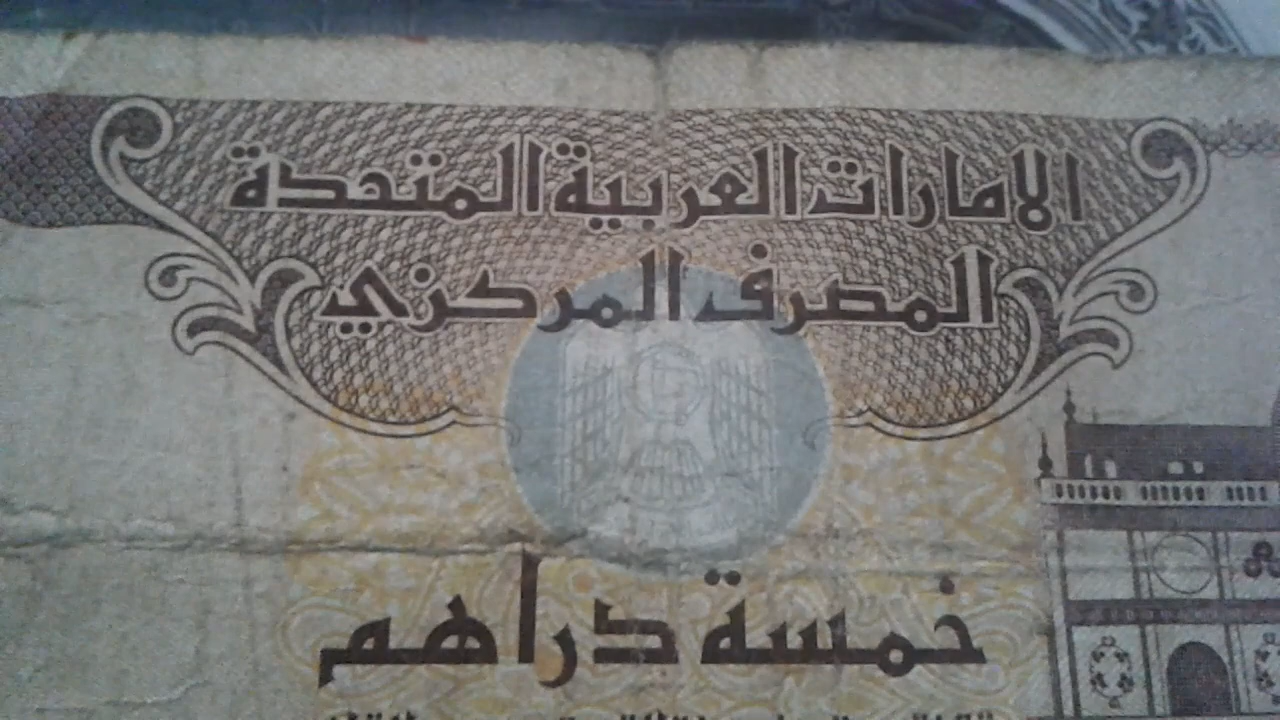 الامارات العربية المتحدة
المصرف المركزي
خمسة دراهم